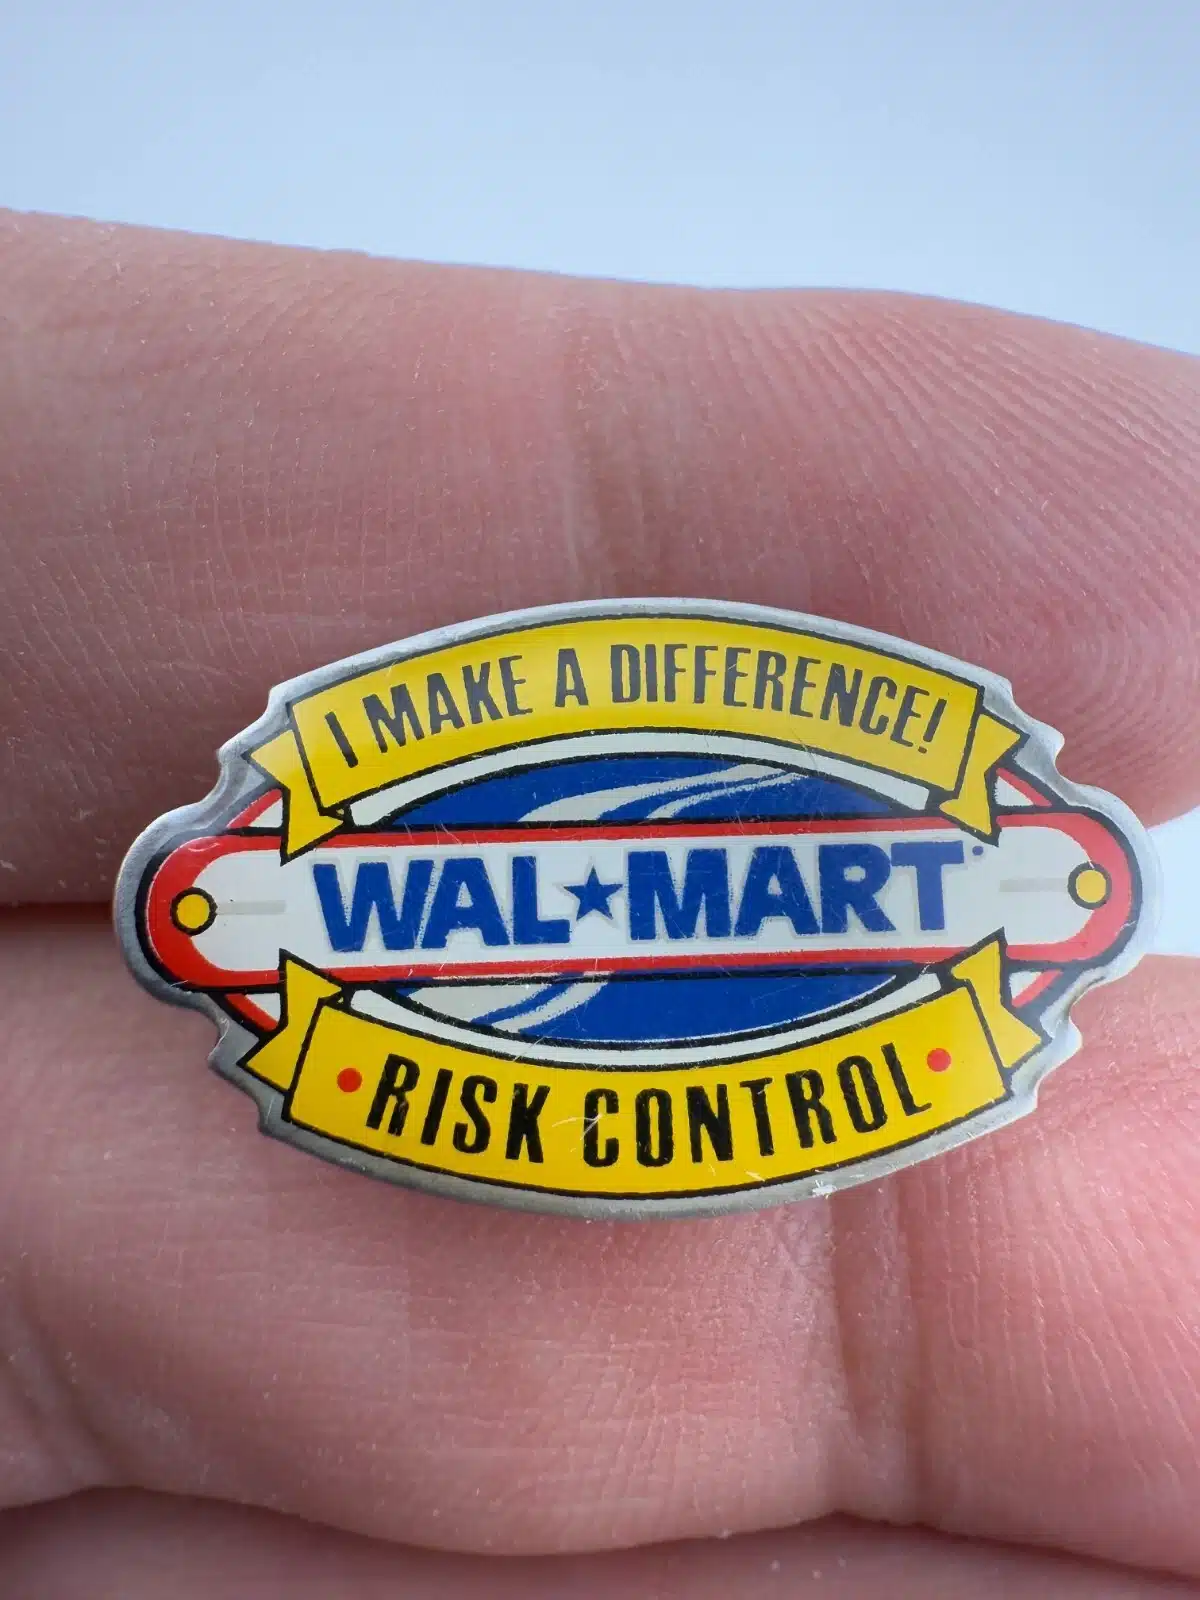 I MAKE A DIFFERENCE!
WAL★MART
• RISK CONTROL •